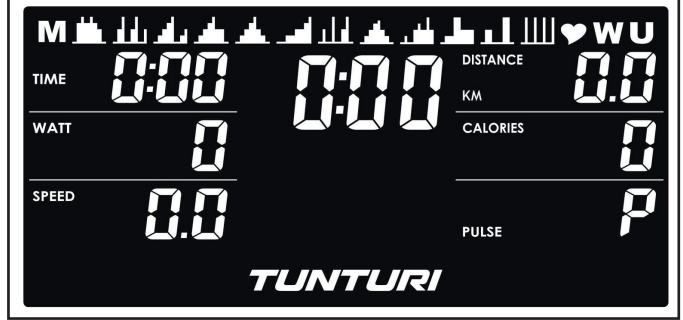 M W U
TIME 0:00 0:00 DISTANCE KM 0.0
WATT 0 CALORIES 0
SPEED 0.0 PULSE P
TUNTURI